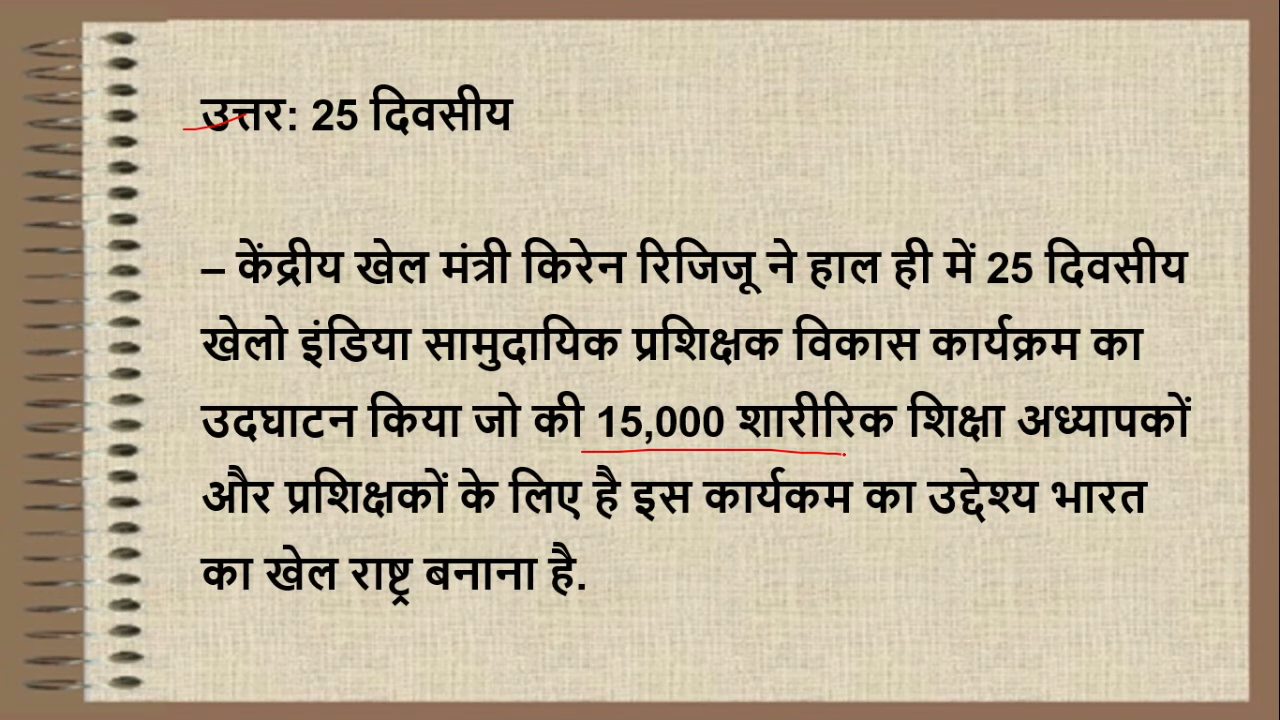 उत्तर: 25 दिवसीय
– केंद्रीय खेल मंत्री किरेन रिजिजू ने हाल ही में 25 दिवसीय
खेलो इंडिया सामुदायिक प्रशिक्षक विकास कार्यक्रम का
उदघाटन किया जो की 15,000 शारीरिक शिक्षा अध्यापकों
और प्रशिक्षकों के लिए है इस कार्यकम का उद्देश्य भारत
का खेल राष्ट्र बनाना है.